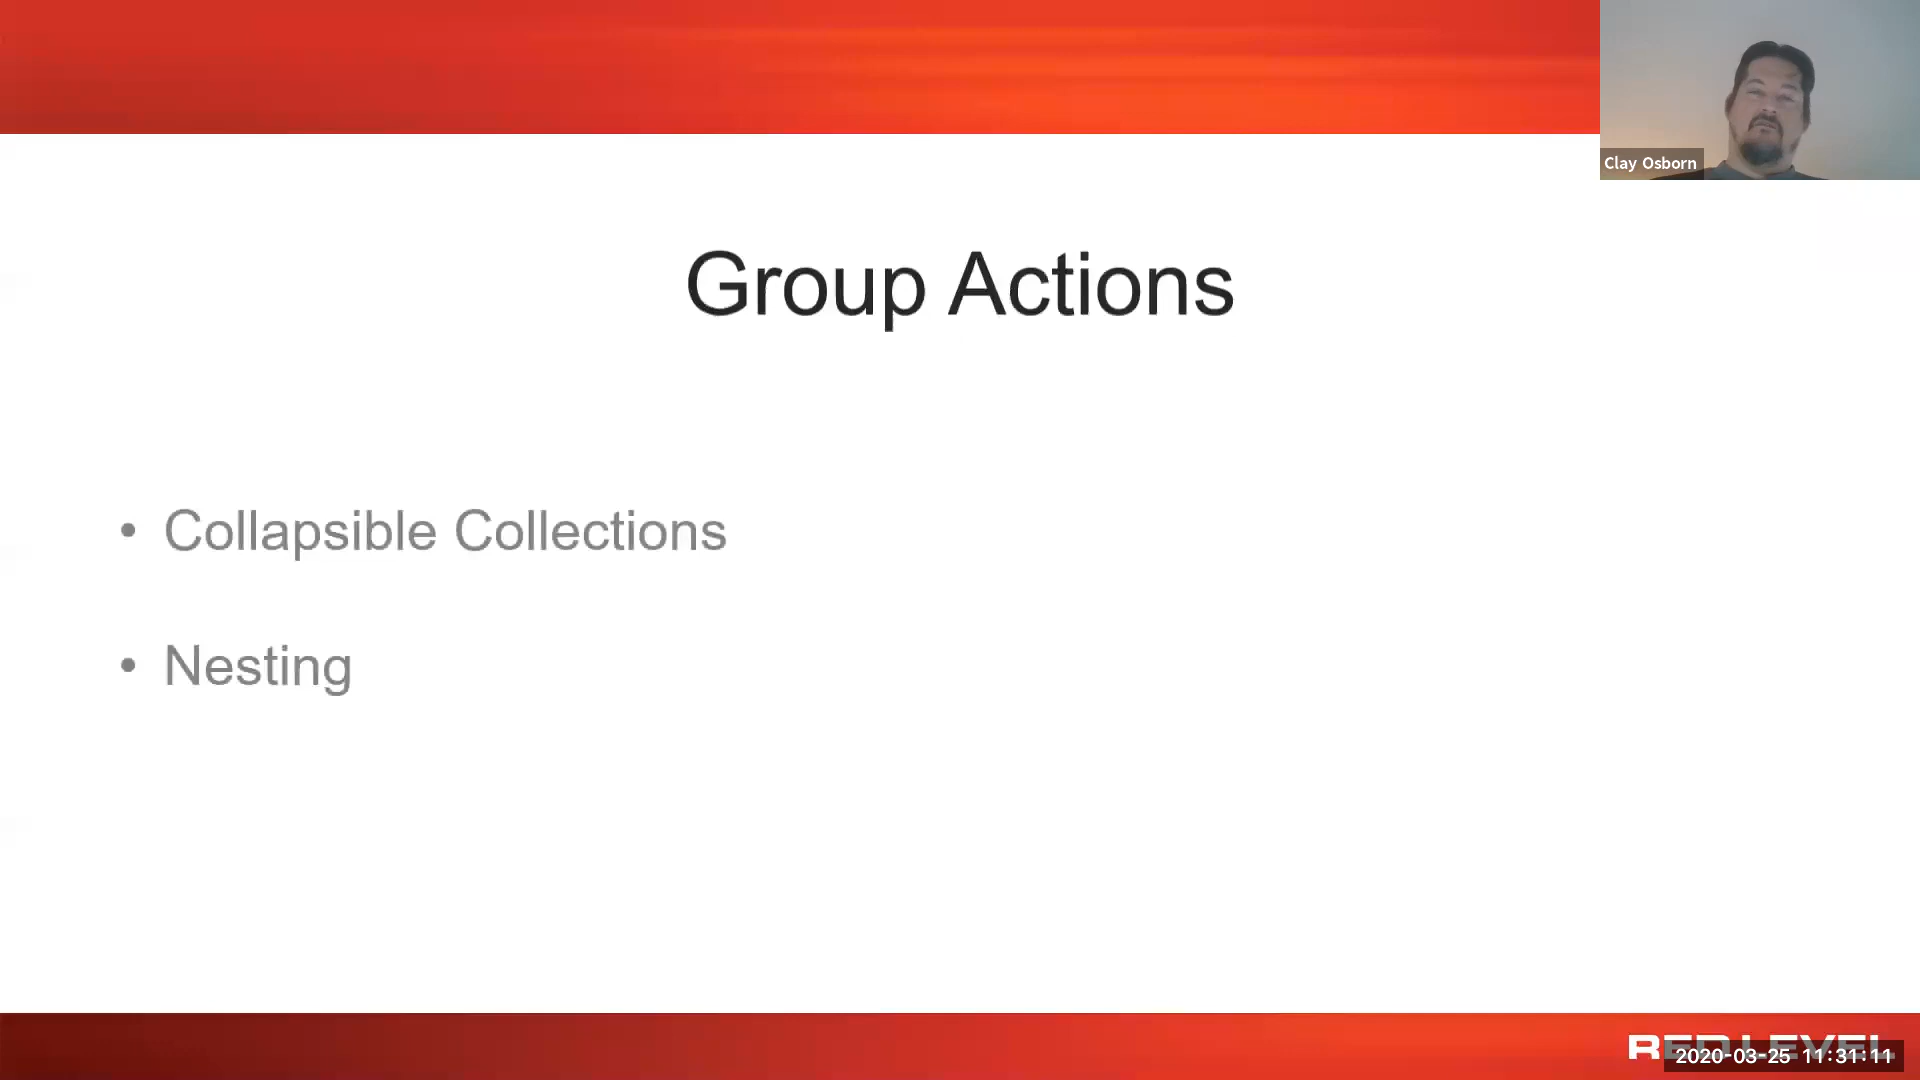 Clay Osborn
Group Actions
• Collapsible Collections
• Nesting
RED LEVEL
2020-03-25 11:31:11